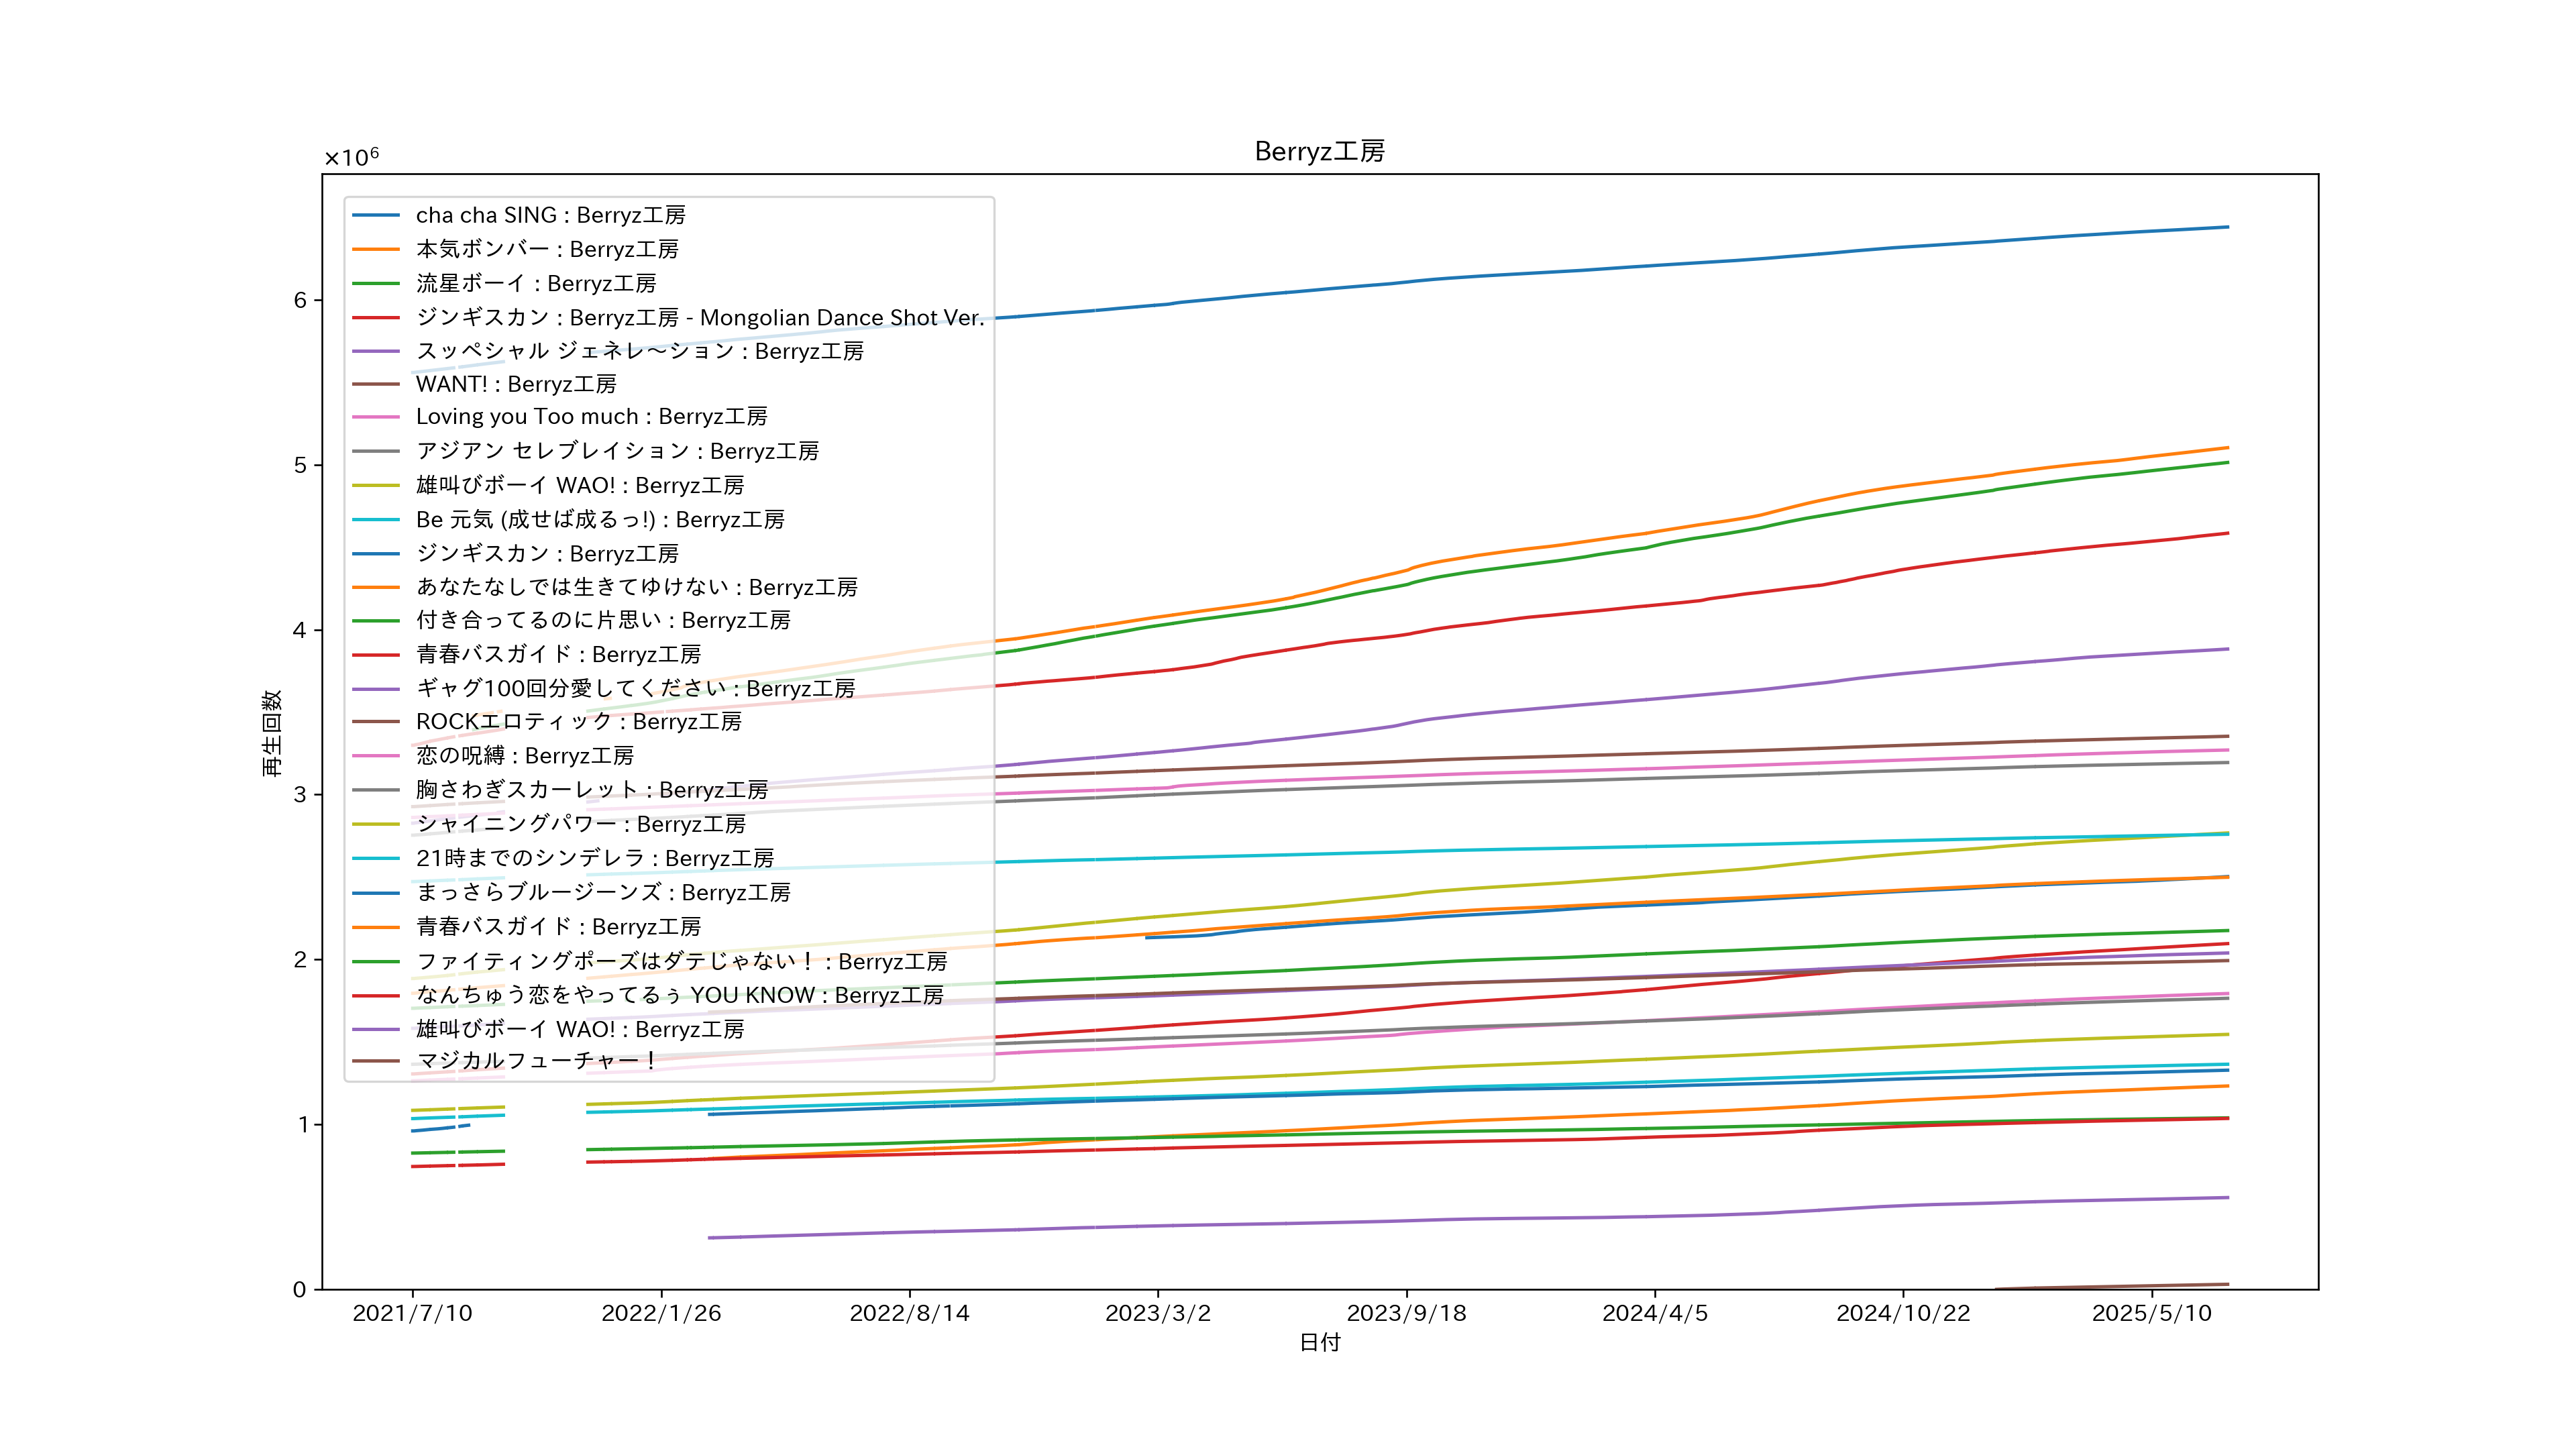 Berryz工房
×10⁶
cha cha SING : Berryz工房
本気ボンバー : Berryz工房
流星ボーイ : Berryz工房
ジンギスカン : Berryz工房 - Mongolian Dance Shot Ver.
スッペシャル ジェネレ～ション : Berryz工房
WANT! : Berryz工房
Loving you Too much : Berryz工房
アジアン セレブレイション : Berryz工房
雄叫びボーイ WAO! : Berryz工房
Be 元気 (成せば成るっ!) : Berryz工房
ジンギスカン : Berryz工房
あなたなしでは生きてゆけない : Berryz工房
付き合ってるのに片思い : Berryz工房
青春バスガイド : Berryz工房
ギャグ100回分愛してください : Berryz工房
ROCKエロティック : Berryz工房
恋の呪縛 : Berryz工房
胸さわぎスカーレット : Berryz工房
シャイニングパワー : Berryz工房
21時までのシンデレラ : Berryz工房
まっさらブルージーンズ : Berryz工房
青春バスガイド : Berryz工房
ファイティングポーズはダテじゃない！ : Berryz工房
なんちゅう恋をやってるぅ YOU KNOW : Berryz工房
雄叫びボーイ WAO! : Berryz工房
マジカルフューチャー！
再生回数
6
5
4
3
2
1
0
2021/7/10
2022/1/26
2022/8/14
2023/3/2
2023/9/18
2024/4/5
2024/10/22
2025/5/10
日付